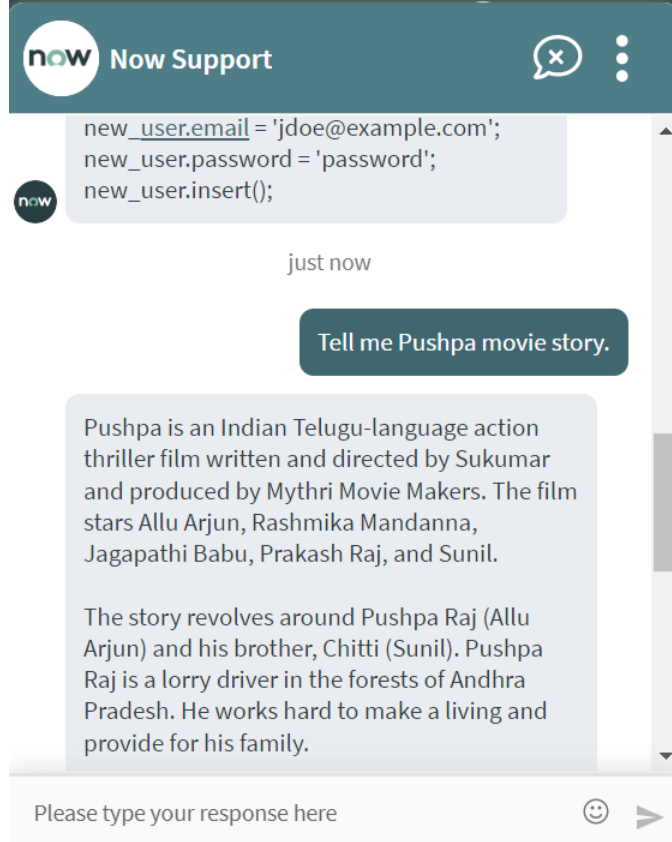 now Now Support
new_user.email = 'jdoe@example.com';
new_user.password = 'password';
new_user.insert();
now
just now
Tell me Pushpa movie story.
Pushpa is an Indian Telugu-language action
thriller film written and directed by Sukumar
and produced by Mythri Movie Makers. The film
stars Allu Arjun, Rashmika Mandanna,
Jagapathi Babu, Prakash Raj, and Sunil.
The story revolves around Pushpa Raj (Allu
Arjun) and his brother, Chitti (Sunil). Pushpa
Raj is a lorry driver in the forests of Andhra
Pradesh. He works hard to make a living and
provide for his family.
Please type your response here